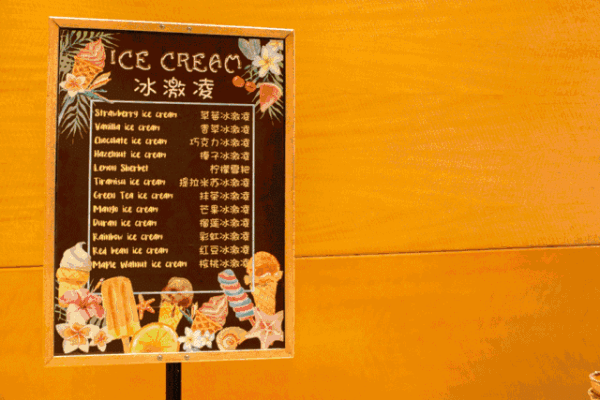 ICE CREAM
冰激凌
Strawberry ice cream 草莓冰激凌
Vanilla ice cream 香草冰激凌
Chocolate ice cream 巧克力冰激凌
Hazelnut ice cream 榛子冰激凌
Lemon Sherbet 柠檬雪葩
Tiramisu ice cream 提拉米苏冰激凌
Green Tea ice cream 抹茶冰激凌
Mango ice cream 芒果冰激凌
Durian ice cream 榴莲冰激凌
Rainbow ice cream 彩虹冰激凌
Red bean ice cream 红豆冰激凌
Maple Walnut ice cream 核桃冰激凌